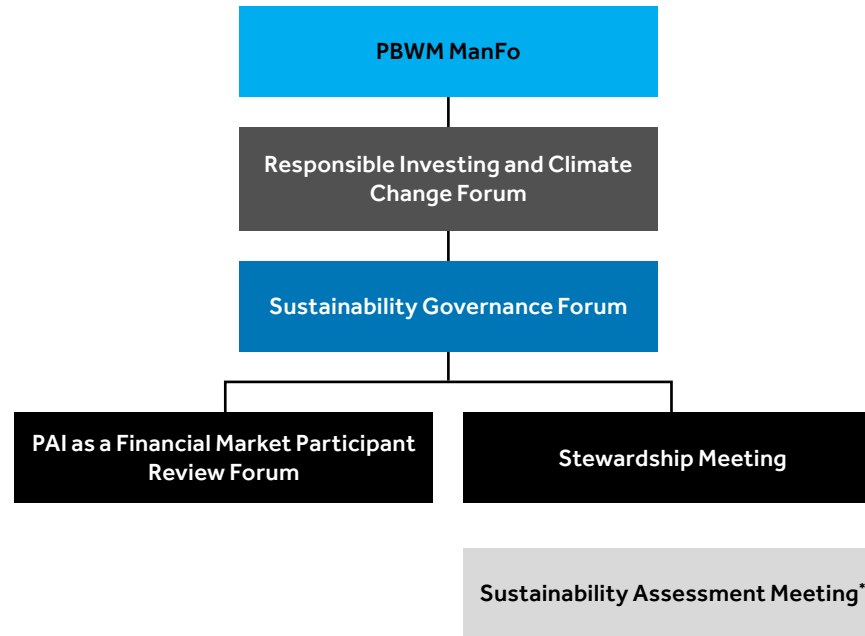 PBWM ManFo
Responsible Investing and Climate
Change Forum
Sustainability Governance Forum
PAI as a Financial Market Participant
Review Forum
Stewardship Meeting
Sustainability Assessment Meeting*